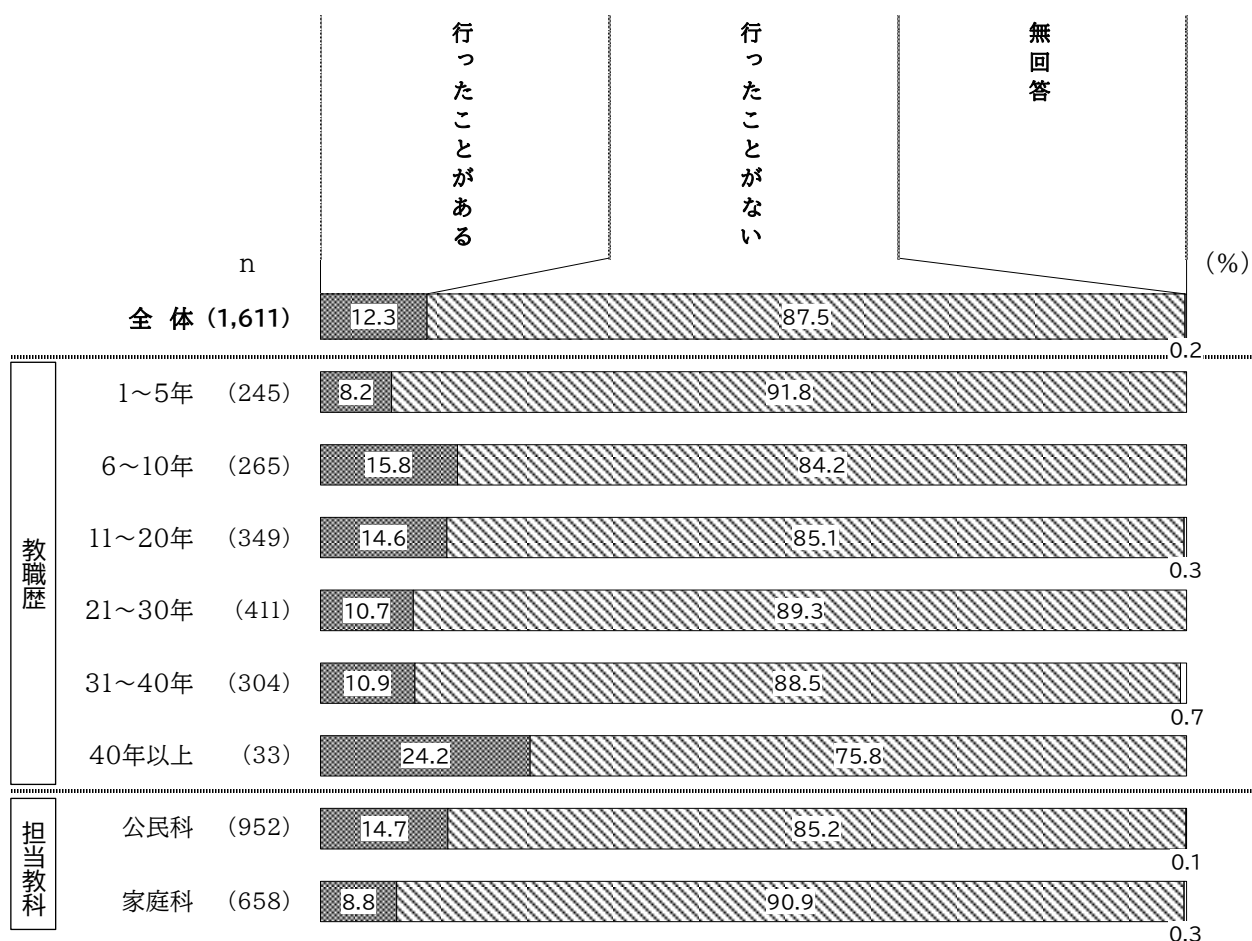 行ったことがある
行ったことがない
無回答
n
(%)
全 体 (1,611)
12.3
87.5
0.2
教職歴
1～5年 (245)
8.2
91.8
6～10年 (265)
15.8
84.2
11～20年 (349)
14.6
85.1
0.3
21～30年 (411)
10.7
89.3
31～40年 (304)
10.9
88.5
0.7
40年以上 (33)
24.2
75.8
担当教科
公民科 (952)
14.7
85.2
0.1
家庭科 (658)
8.8
90.9
0.3